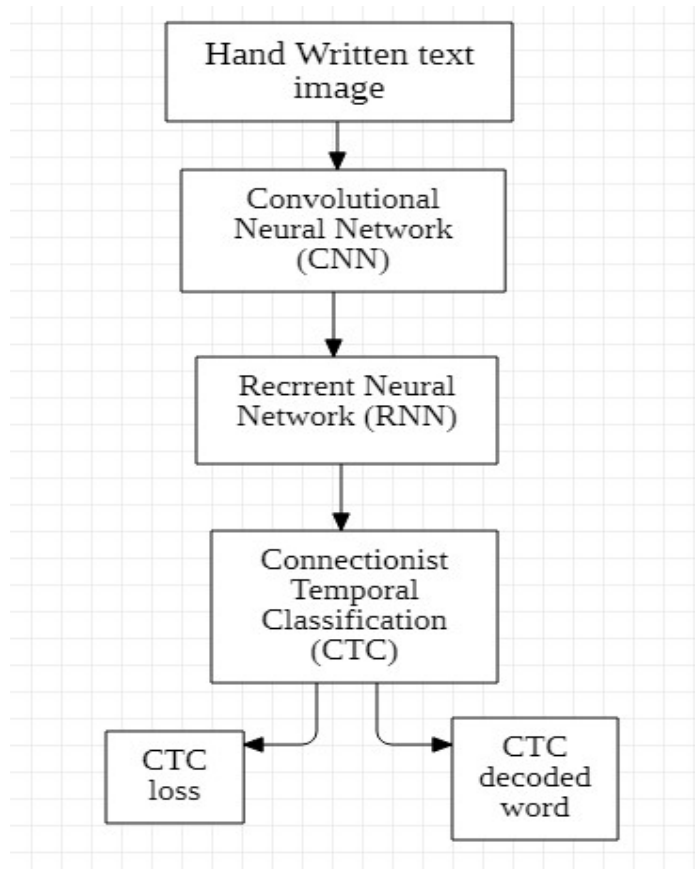 Hand Written text
image
Convolutional
Neural Network
(CNN)
Recrrent Neural
Network (RNN)
Connectionist
Temporal
Classification
(CTC)
CTC
loss
CTC
decoded
word